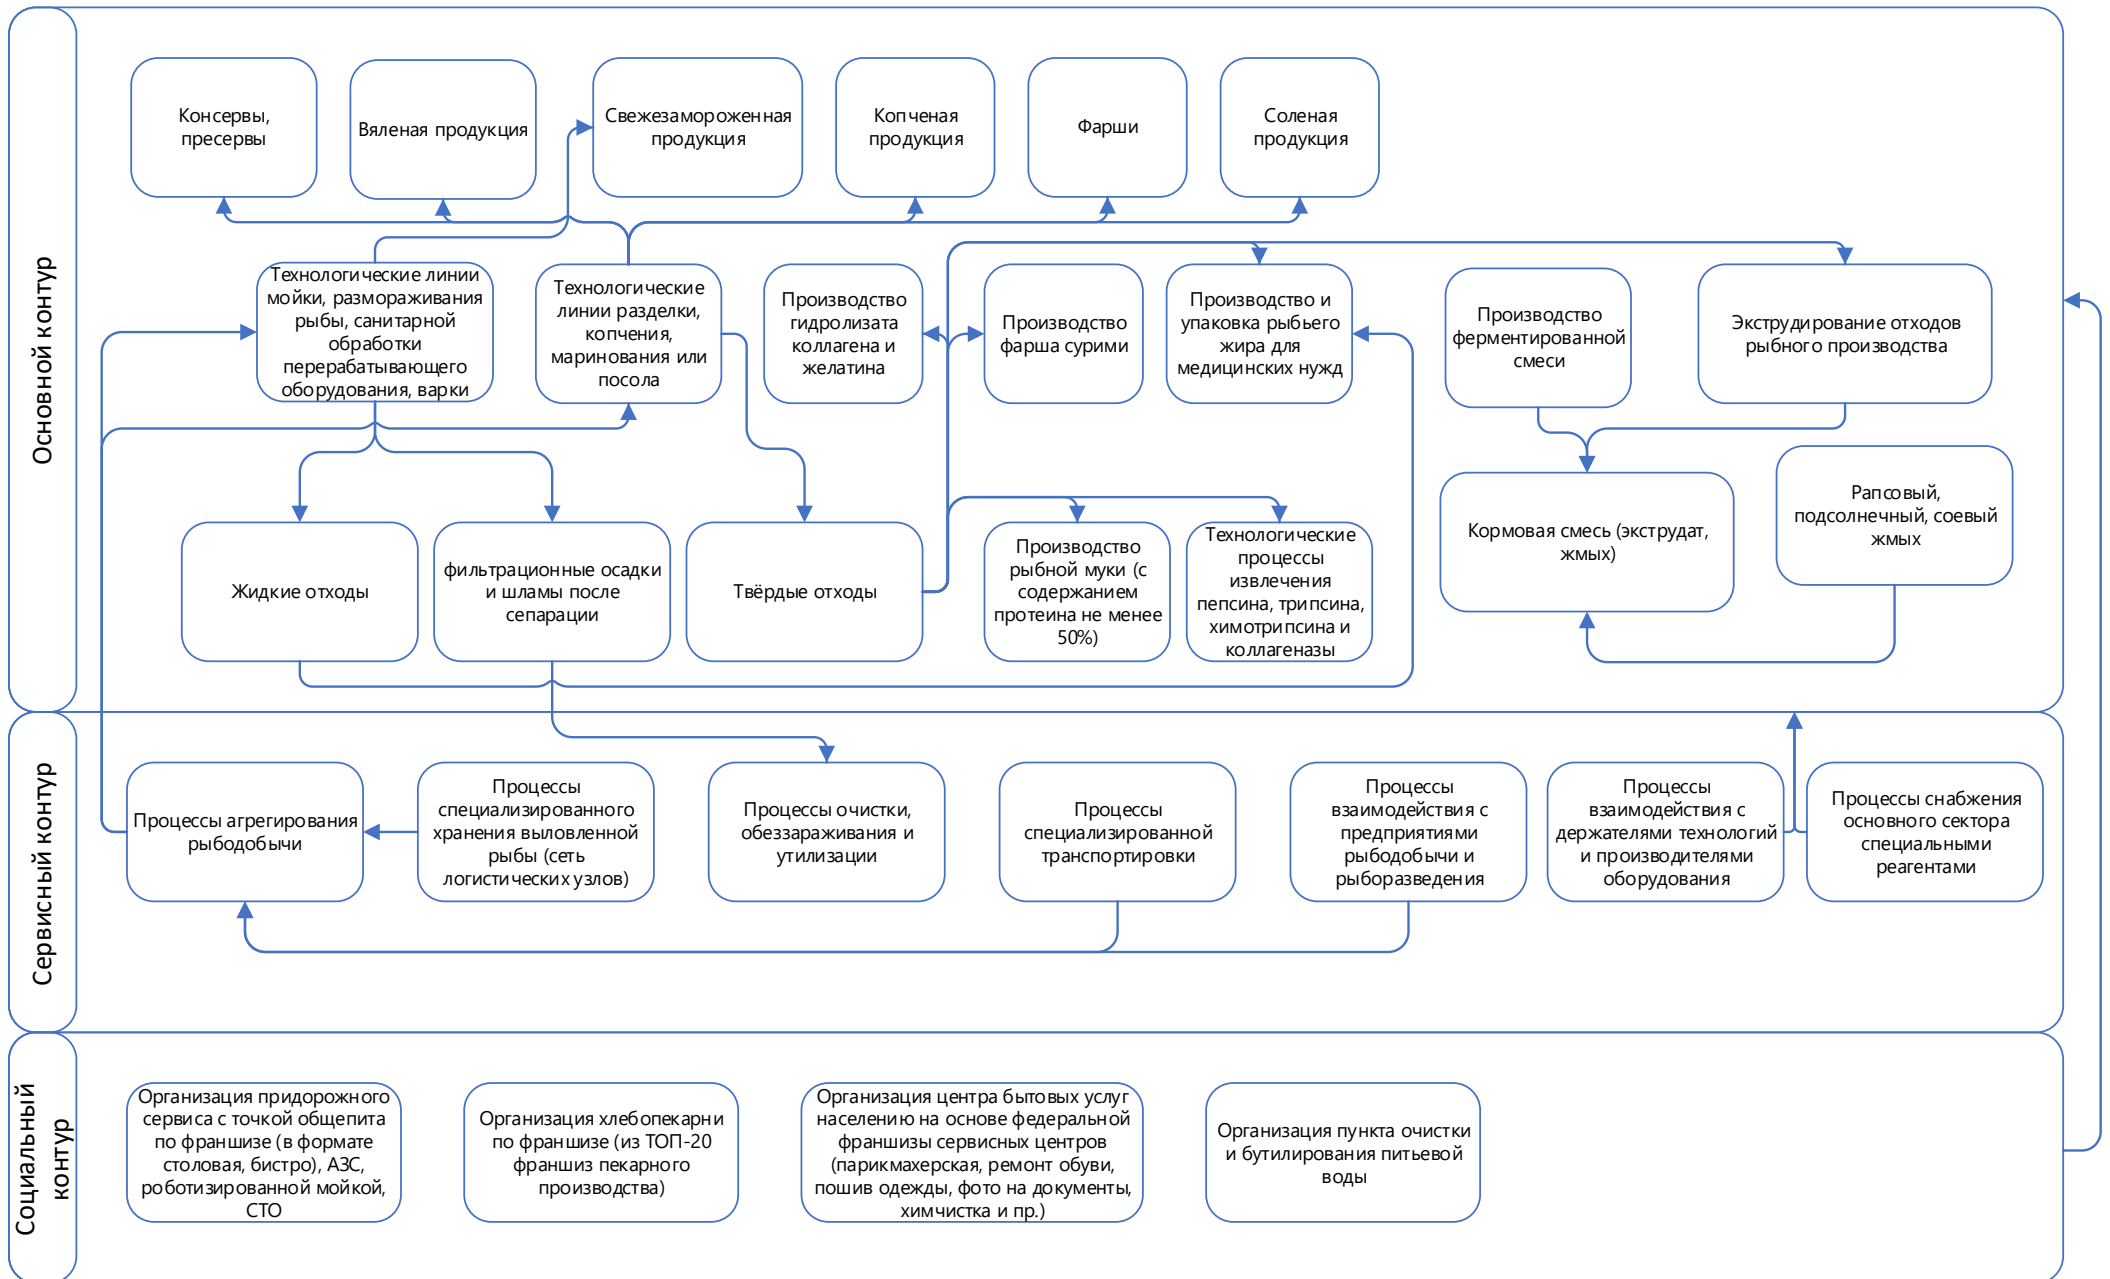 Основной контур
Консервы,
пресервы
Вяленая продукция
Свежезамороженная
продукция
Копченая
продукция
Фарши
Соленая
продукция
Технологические линии
мойки, размораживания
рыбы, санитарной
обработки
перерабатывающего
оборудования, варки
Технологические
линии разделки,
копчения,
маринования или
посола
Производство
гидролизата
коллагена и
желатина
Производство
фарша сурими
Производство и
упаковка рыбьего
жира для
медицинских нужд
Производство
ферментированной
смеси
Экструдирование отходов
рыбного производства
Жидкие отходы
фильтрационные осадки
и шламы после
сепарации
Твёрдые отходы
Производство
рыбной муки (с
содержанием
протеина не менее
50%)
Технологические
процессы
извлечения
пепсина, трипсина,
химотрипсина и
коллагеназы
Кормовая смесь (экструдат,
жмых)
Рапсовый,
подсолнечный, соевый
жмых
Сервисный контур
Процессы агрегирования
рыбодобычи
Процессы
специализированного
хранения выловленной
рыбы (сеть
логистических узлов)
Процессы очистки,
обеззараживания и
утилизации
Процессы
специализированной
транспортировки
Процессы
взаимодействия с
предприятиями
рыбодобычи и
рыборазведения
Процессы
взаимодействия с
держателями технологий
и производителями
оборудования
Процессы снабжения
основного сектора
специальными
реагентами
Социальный
контур
Организация придорожного
сервиса с точкой общепита
по франшизе (в формате
столовая, бистро), АЗС,
роботизированной мойкой,
СТО
Организация хлебопекарни
по франшизе (из ТОП-20
франшиз пекарного
производства)
Организация центра бытовых услуг
населению на основе федеральной
франшизы сервисных центров
(парикмахерская, ремонт обуви,
пошив одежды, фото на документы,
химчистка и пр.)
Организация пункта очистки
и бутилирования питьевой
воды